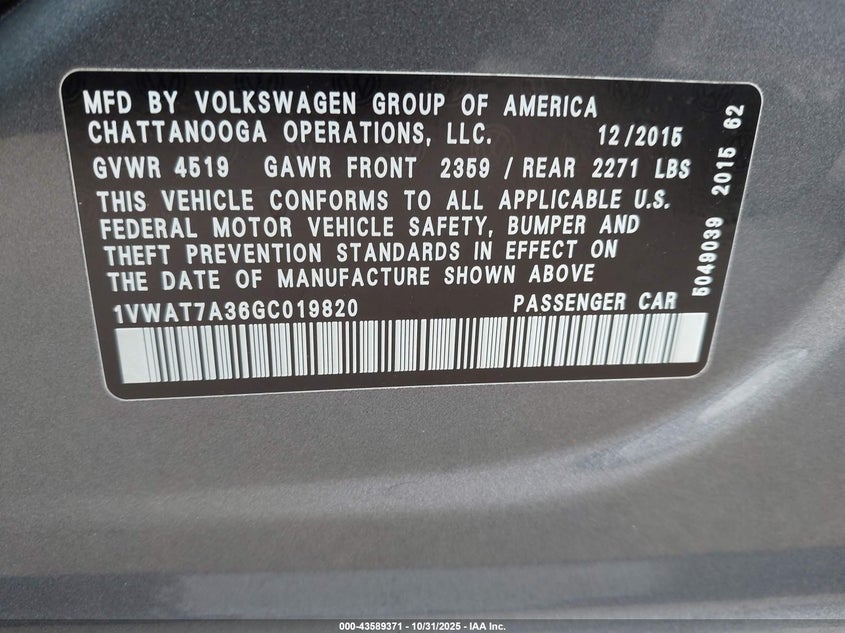 MFD BY VOLKSWAGEN GROUP OF AMERICA
CHATTANOOGA OPERATIONS, LLC. 12/2015
GVWR 4519 GAWR FRONT 2359 / REAR 2271 LBS
THIS VEHICLE CONFORMS TO ALL APPLICABLE U.S.
FEDERAL MOTOR VEHICLE SAFETY, BUMPER AND
THEFT PREVENTION STANDARDS IN EFFECT ON
THE DATE OF MANUFACTURE SHOWN ABOVE
1VWAT7A36GC019820 PASSENGER CAR
5049039 2015 62
000-43589371 - 10/31/2025 - IAA Inc.